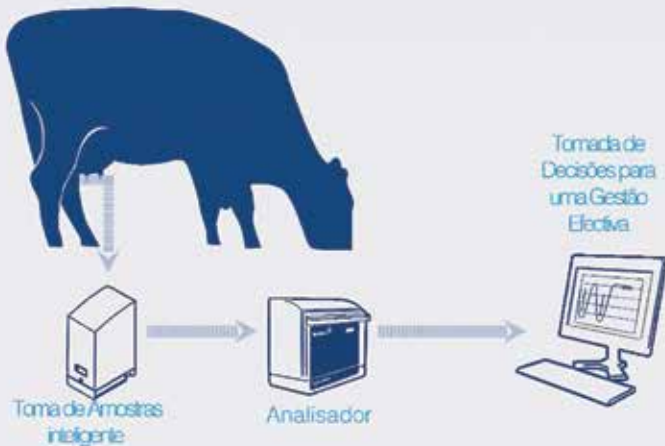 Tomada de
Decisões para
uma Gestão
Efectiva
Toma de Amostras
inteligente
Analisador